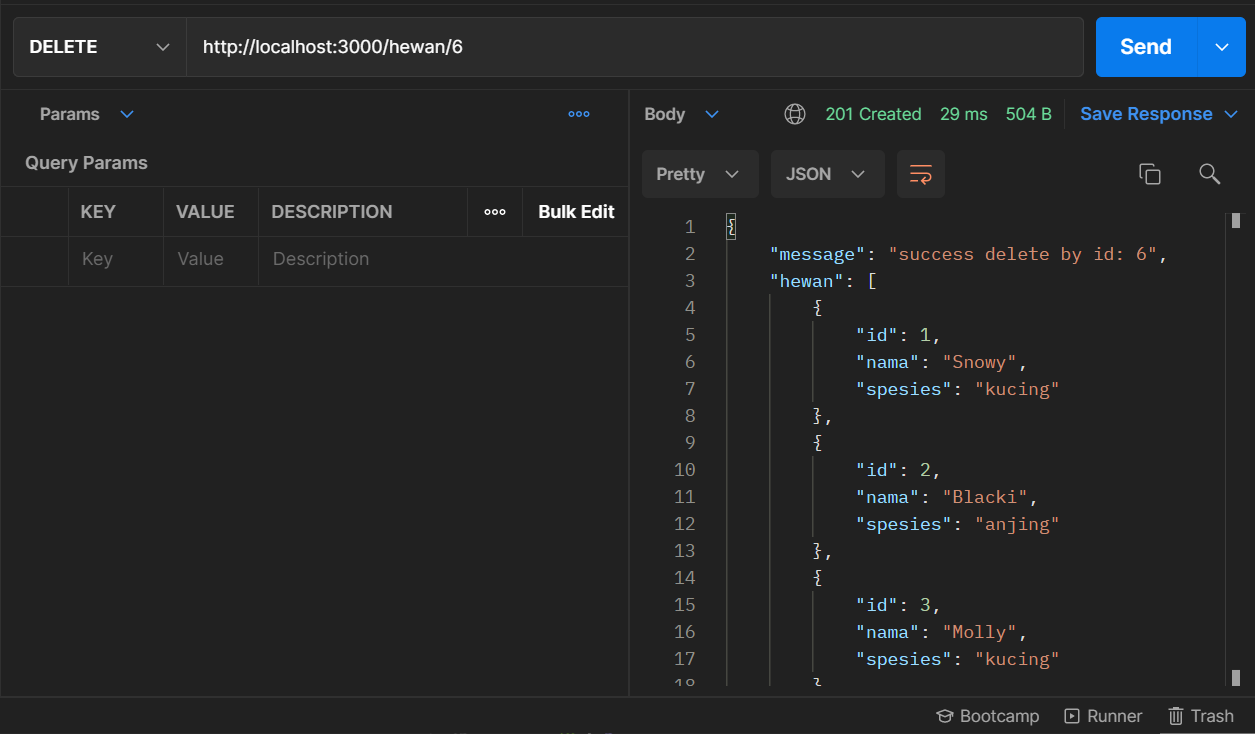 DELETE http://localhost:3000/hewan/6 Send
Params
Query Params
KEY VALUE DESCRIPTION Bulk Edit
Key Value Description
Body 201 Created 29 ms 504 B Save Response
Pretty JSON
1 {
2 "message": "success delete by id: 6",
3 "hewan": [
4 {
5 "id": 1,
6 "nama": "Snowy",
7 "spesies": "kucing"
8 },
9 {
10 "id": 2,
11 "nama": "Blacki",
12 "spesies": "anjing"
13 },
14 {
15 "id": 3,
16 "nama": "Molly",
17 "spesies": "kucing"
18 }
Bootcamp Runner Trash